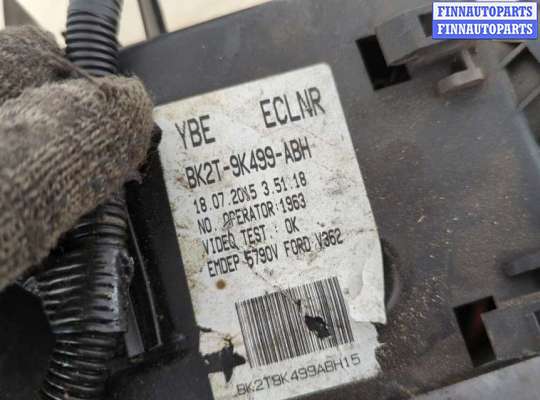 FINNAUTOPARTS
FINNAUTOPARTS
YBE ECLNR
BK2T-9K499-ABH
18.07.2015 3.51.18
NO. OPERATOR:1963
VIDEO TEST : OK
EMDEP 5790V FORD V362
BK2T9K499ABH15